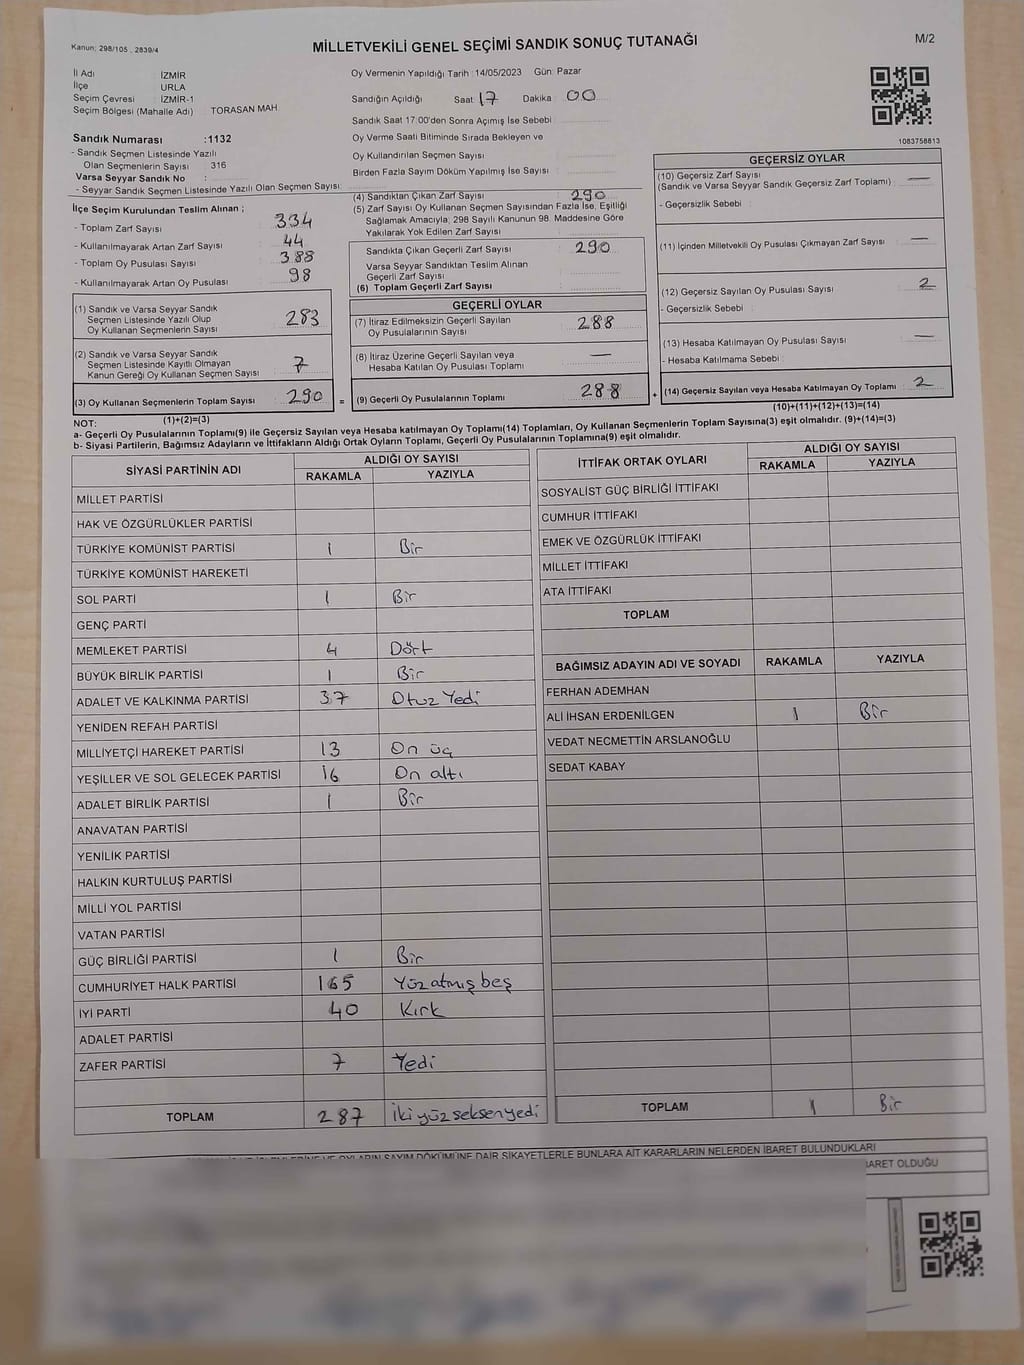 Kanun: 298/105 , 2839/4
MİLLETVEKİLİ GENEL SEÇİMİ SANDIK SONUÇ TUTANAĞI
M/2
İl Adı : İZMİR
İlçe : URLA
Seçim Çevresi : İZMİR-1
Seçim Bölgesi (Mahalle Adı) : TORASAN MAH.
Sandık Numarası :1132
- Sandık Seçmen Listesinde Yazılı
Olan Seçmenlerin Sayısı : 316
Varsa Seyyar Sandık No :
- Seyyar Sandık Seçmen Listesinde Yazılı Olan Seçmen Sayısı:
Oy Vermenin Yapıldığı Tarih : 14/05/2023 Gün: Pazar
Sandığın Açıldığı Saat 17 Dakika : 00
Sandık Saat 17:00'den Sonra Açımış İse Sebebi :
Oy Verme Saati Bitiminde Sırada Bekleyen ve
Oy Kullandırılan Seçmen Sayısı :
Birden Fazla Sayım Döküm Yapılmış İse Sayısı :
1083758813
İlçe Seçim Kurulundan Teslim Alınan ;
- Toplam Zarf Sayısı : 334
- Kullanılmayarak Artan Zarf Sayısı : 44
- Toplam Oy Pusulası Sayısı : 388
- Kullanılmayarak Artan Oy Pusulası : 98
(1) Sandık ve Varsa Seyyar Sandık
Seçmen Listesinde Yazılı Olup
Oy Kullanan Seçmenlerin Sayısı : 283
(2) Sandık ve Varsa Seyyar Sandık
Seçmen Listesinde Kayıtlı Olmayan
Kanun Gereği Oy Kullanan Seçmen Sayısı : 7
(3) Oy Kullanan Seçmenlerin Toplam Sayısı : 290
(1)+(2)=(3)
(4) Sandıktan Çıkan Zarf Sayısı : 290
(5) Zarf Sayısı Oy Kullanan Seçmen Sayısından Fazla İse, Eşitliği
Sağlamak Amacıyla; 298 Sayılı Kanunun 98. Maddesine Göre
Yakılarak Yok Edilen Zarf Sayısı :
Sandıkta Çıkan Geçerli Zarf Sayısı : 290
Varsa Seyyar Sandıktan Teslim Alınan
Geçerli Zarf Sayısı :
(6) Toplam Geçerli Zarf Sayısı :
GEÇERLİ OYLAR
(7) İtiraz Edilmeksizin Geçerli Sayılan
Oy Pusulalarının Sayısı : 288
(8) İtiraz Üzerine Geçerli Sayılan veya
Hesaba Katılan Oy Pusulası Toplamı : —
= (9) Geçerli Oy Pusulalarının Toplamı : 288 +
GEÇERSİZ OYLAR
(10) Geçersiz Zarf Sayısı : —
(Sandık ve Varsa Seyyar Sandık Geçersiz Zarf Toplamı)
- Geçersizlik Sebebi :
(11) İçinden Milletvekili Oy Pusulası Çıkmayan Zarf Sayısı : —
(12) Geçersiz Sayılan Oy Pusulası Sayısı : 2
- Geçersizlik Sebebi :
(13) Hesaba Katılmayan Oy Pusulası Sayısı : —
- Hesaba Katılmama Sebebi :
(14) Geçersiz Sayılan veya Hesaba Katılmayan Oy Toplamı : 2
(10)+(11)+(12)+(13)=(14)
NOT:
a- Geçerli Oy Pusulalarının Toplamı(9) ile Geçersiz Sayılan veya Hesaba katılmayan Oy Toplamı(14) Toplamları, Oy Kullanan Seçmenlerin Toplam Sayısına(3) eşit olmalıdır. (9)+(14)=(3)
b- Siyasi Partilerin, Bağımsız Adayların ve İttifakların Aldığı Ortak Oyların Toplamı, Geçerli Oy Pusulalarının Toplamına(9) eşit olmalıdır.
SİYASİ PARTİNİN ADI ALDIĞI OY SAYISI
RAKAMLA YAZIYLA
MİLLET PARTİSİ
HAK VE ÖZGÜRLÜKLER PARTİSİ
TÜRKİYE KOMÜNİST PARTİSİ 1 Bir
TÜRKİYE KOMÜNİST HAREKETİ
SOL PARTİ 1 Bir
GENÇ PARTİ
MEMLEKET PARTİSİ 4 Dört
BÜYÜK BİRLİK PARTİSİ 1 Bir
ADALET VE KALKINMA PARTİSİ 37 Otuz Yedi
YENİDEN REFAH PARTİSİ
MİLLİYETÇİ HAREKET PARTİSİ 13 On üç
YEŞİLLER VE SOL GELECEK PARTİSİ 16 On altı
ADALET BİRLİK PARTİSİ 1 Bir
ANAVATAN PARTİSİ
YENİLİK PARTİSİ
HALKIN KURTULUŞ PARTİSİ
MİLLİ YOL PARTİSİ
VATAN PARTİSİ
GÜÇ BİRLİĞİ PARTİSİ 1 Bir
CUMHURİYET HALK PARTİSİ 165 Yüz atmış beş
İYİ PARTİ 40 Kırk
ADALET PARTİSİ
ZAFER PARTİSİ 7 Yedi
TOPLAM 287 İki yüz seksen yedi
İTTİFAK ORTAK OYLARI ALDIĞI OY SAYISI
RAKAMLA YAZIYLA
SOSYALİST GÜÇ BİRLİĞİ İTTİFAKI
CUMHUR İTTİFAKI
EMEK VE ÖZGÜRLÜK İTTİFAKI
MİLLET İTTİFAKI
ATA İTTİFAKI
TOPLAM
BAĞIMSIZ ADAYIN ADI VE SOYADI RAKAMLA YAZIYLA
FERHAN ADEMHAN
ALİ İHSAN ERDENİLGEN 1 Bir
VEDAT NECMETTİN ARSLANOĞLU
SEDAT KABAY
TOPLAM 1 Bir
OYLARIN SAYIM DÖKÜMÜNE DAİR ŞİKAYETLERLE BUNLARA AİT KARARLARIN NELERDEN İBARET BULUNDUKLARI
İBARET OLDUĞU